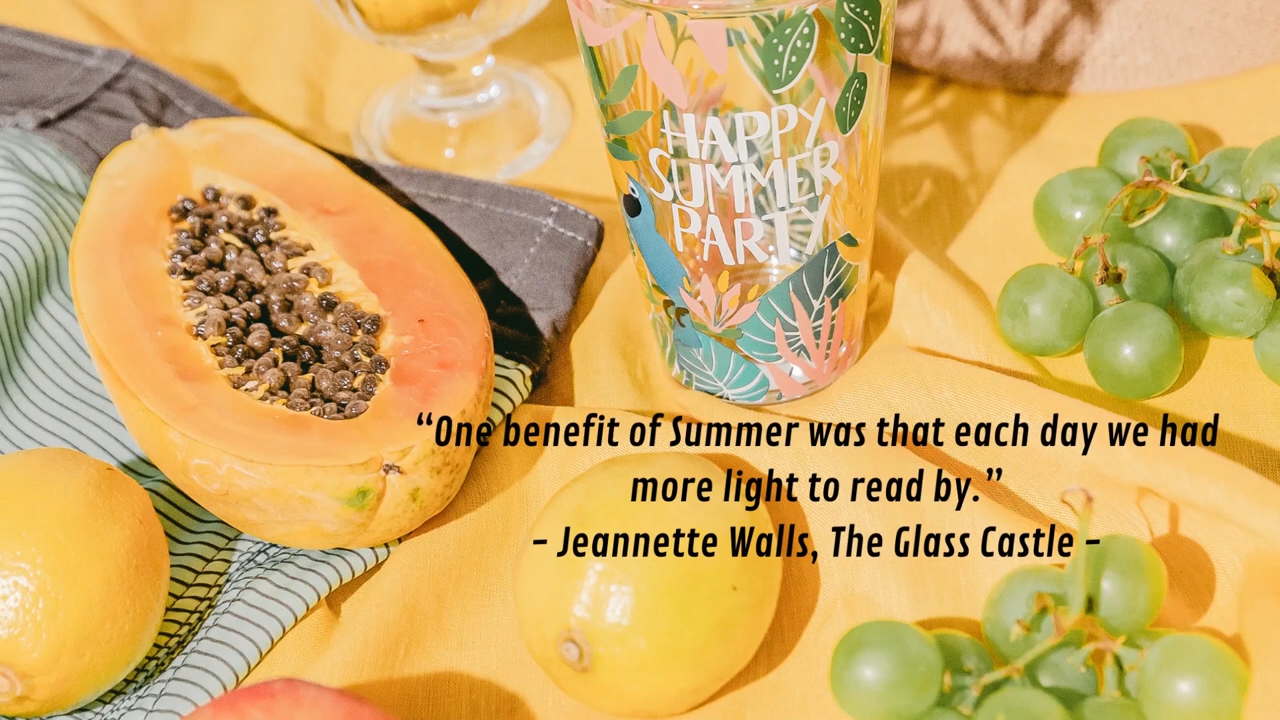 HAPPY
SUMMER
PARTY
“One benefit of Summer was that each day we had
more light to read by.”
- Jeannette Walls, The Glass Castle -